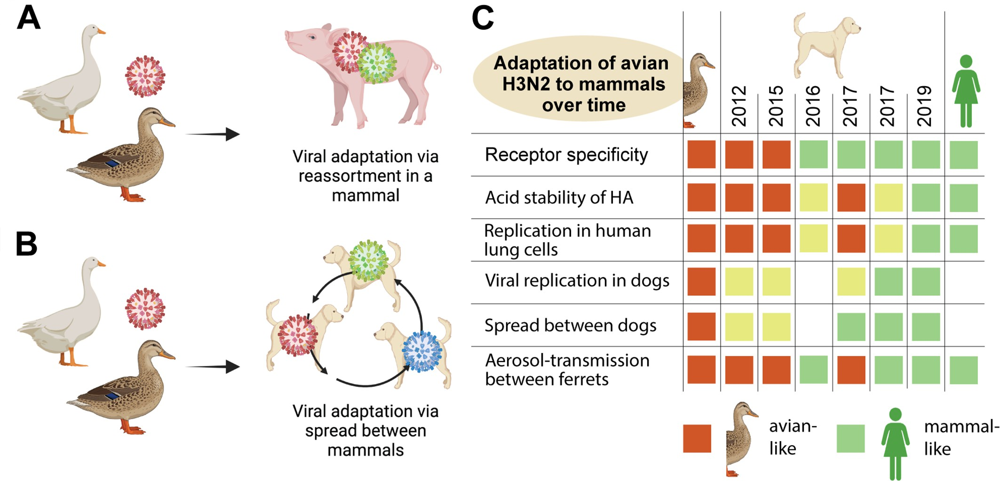 A
Viral adaptation via
reassortment in a
mammal
B
Viral adaptation via
spread between
mammals
C
Adaptation of avian
H3N2 to mammals
over time
2012
2015
2016
2017
2017
2019
Receptor specificity
Acid stability of HA
Replication in human
lung cells
Viral replication in dogs
Spread between dogs
Aerosol-transmission
between ferrets
avian-
like
mammal-
like